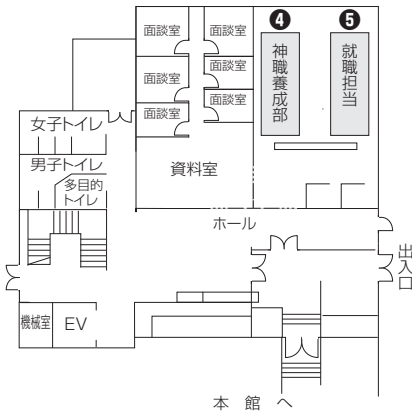 ❹
❺
面談室
面談室
神職養成部
就職担当
面談室
面談室
面談室
面談室
女子トイレ
男子トイレ
多目的
トイレ
資料室
ホール
出入口
機械室
EV
本館へ